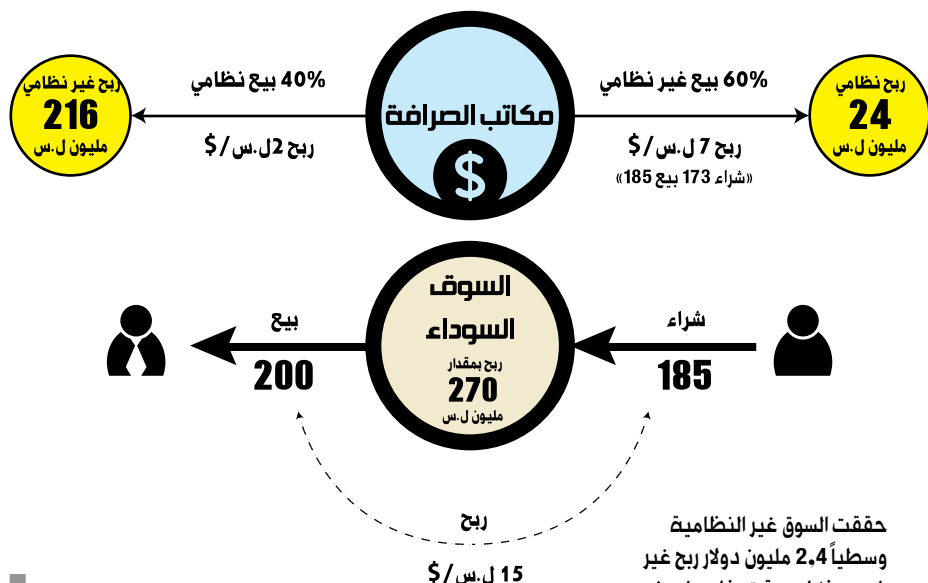 ربح نظامي
24
مليون ل.س
60% بيع غير نظامي
ربح 7 ل.س/$
«شراء 173 بيع 185»
مكاتب الصرافة
$
40% بيع نظامي
ربح 2ل.س/$
ربح غير نظامي
216
مليون ل.س
السوق
السوداء
ربح بمقدار
270
مليون ل.س
شراء
185
بيع
200
ربح
15 ل.س/$
حققت السوق غير النظامية
وسطياً 2,4 مليون دولار ربح غير